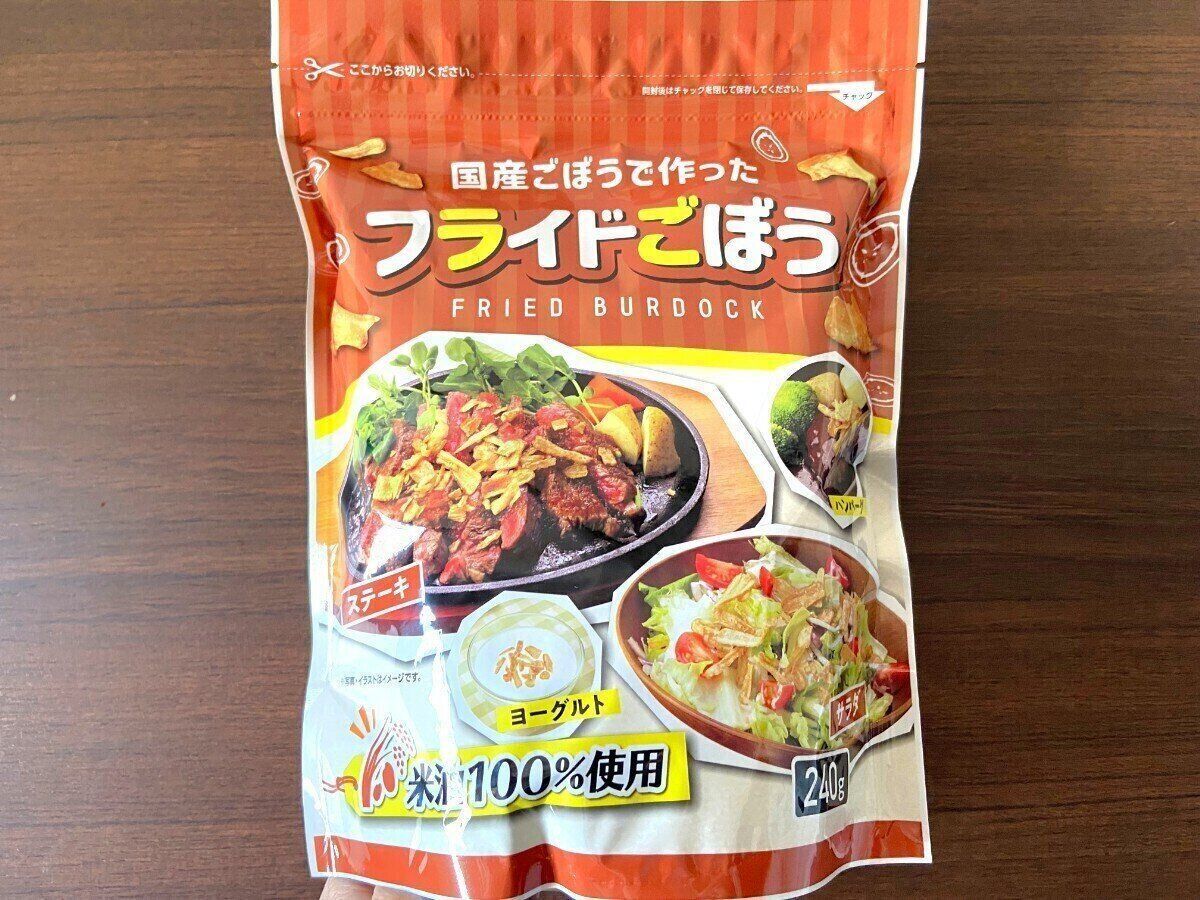 ここからお切りください。
開封後はチャックを閉じて保存してください。
チャック
国産ごぼうで作った
フライドごぼう
FRIED BURDOCK
ハンバーグ
ステーキ
※写真・イラストはイメージです。
ヨーグルト
サラダ
米油100%使用
240g